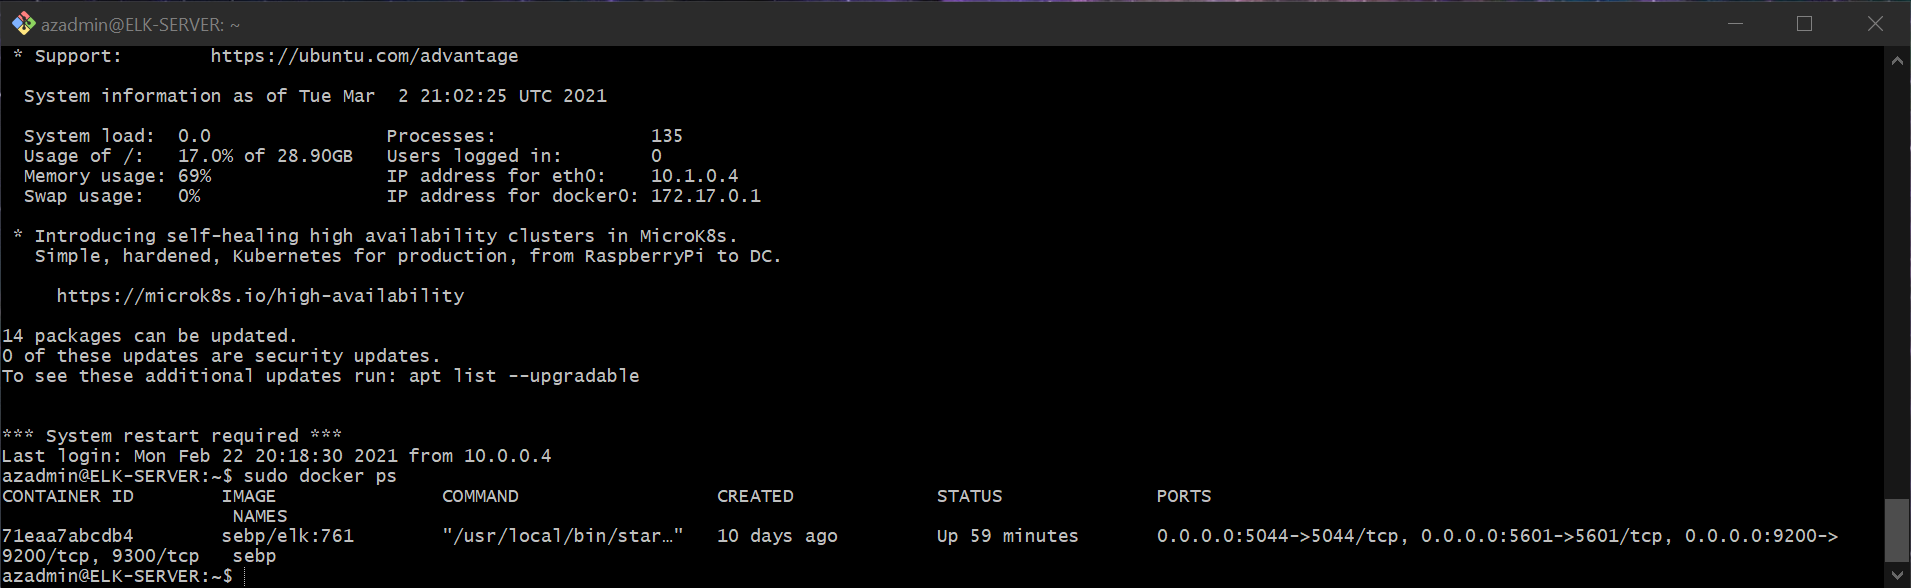 azadmin@ELK-SERVER: ~
* Support:        https://ubuntu.com/advantage
System information as of Tue Mar  2 21:02:25 UTC 2021
System load:  0.0                Processes:              135
Usage of /:   17.0% of 28.90GB   Users logged in:        0
Memory usage: 69%                IP address for eth0:    10.1.0.4
Swap usage:   0%                 IP address for docker0: 172.17.0.1
* Introducing self-healing high availability clusters in MicroK8s.
Simple, hardened, Kubernetes for production, from RaspberryPi to DC.
https://microk8s.io/high-availability
14 packages can be updated.
0 of these updates are security updates.
To see these additional updates run: apt list --upgradable
*** System restart required ***
Last login: Mon Feb 22 20:18:30 2021 from 10.0.0.4
azadmin@ELK-SERVER:~$ sudo docker ps
CONTAINER ID        IMAGE               COMMAND                  CREATED             STATUS              PORTS
NAMES
71eaa7abcdb4        sebp/elk:761        "/usr/local/bin/star…"   10 days ago         Up 59 minutes       0.0.0.0:5044->5044/tcp, 0.0.0.0:5601->5601/tcp, 0.0.0.0:9200->
9200/tcp, 9300/tcp   sebp
azadmin@ELK-SERVER:~$